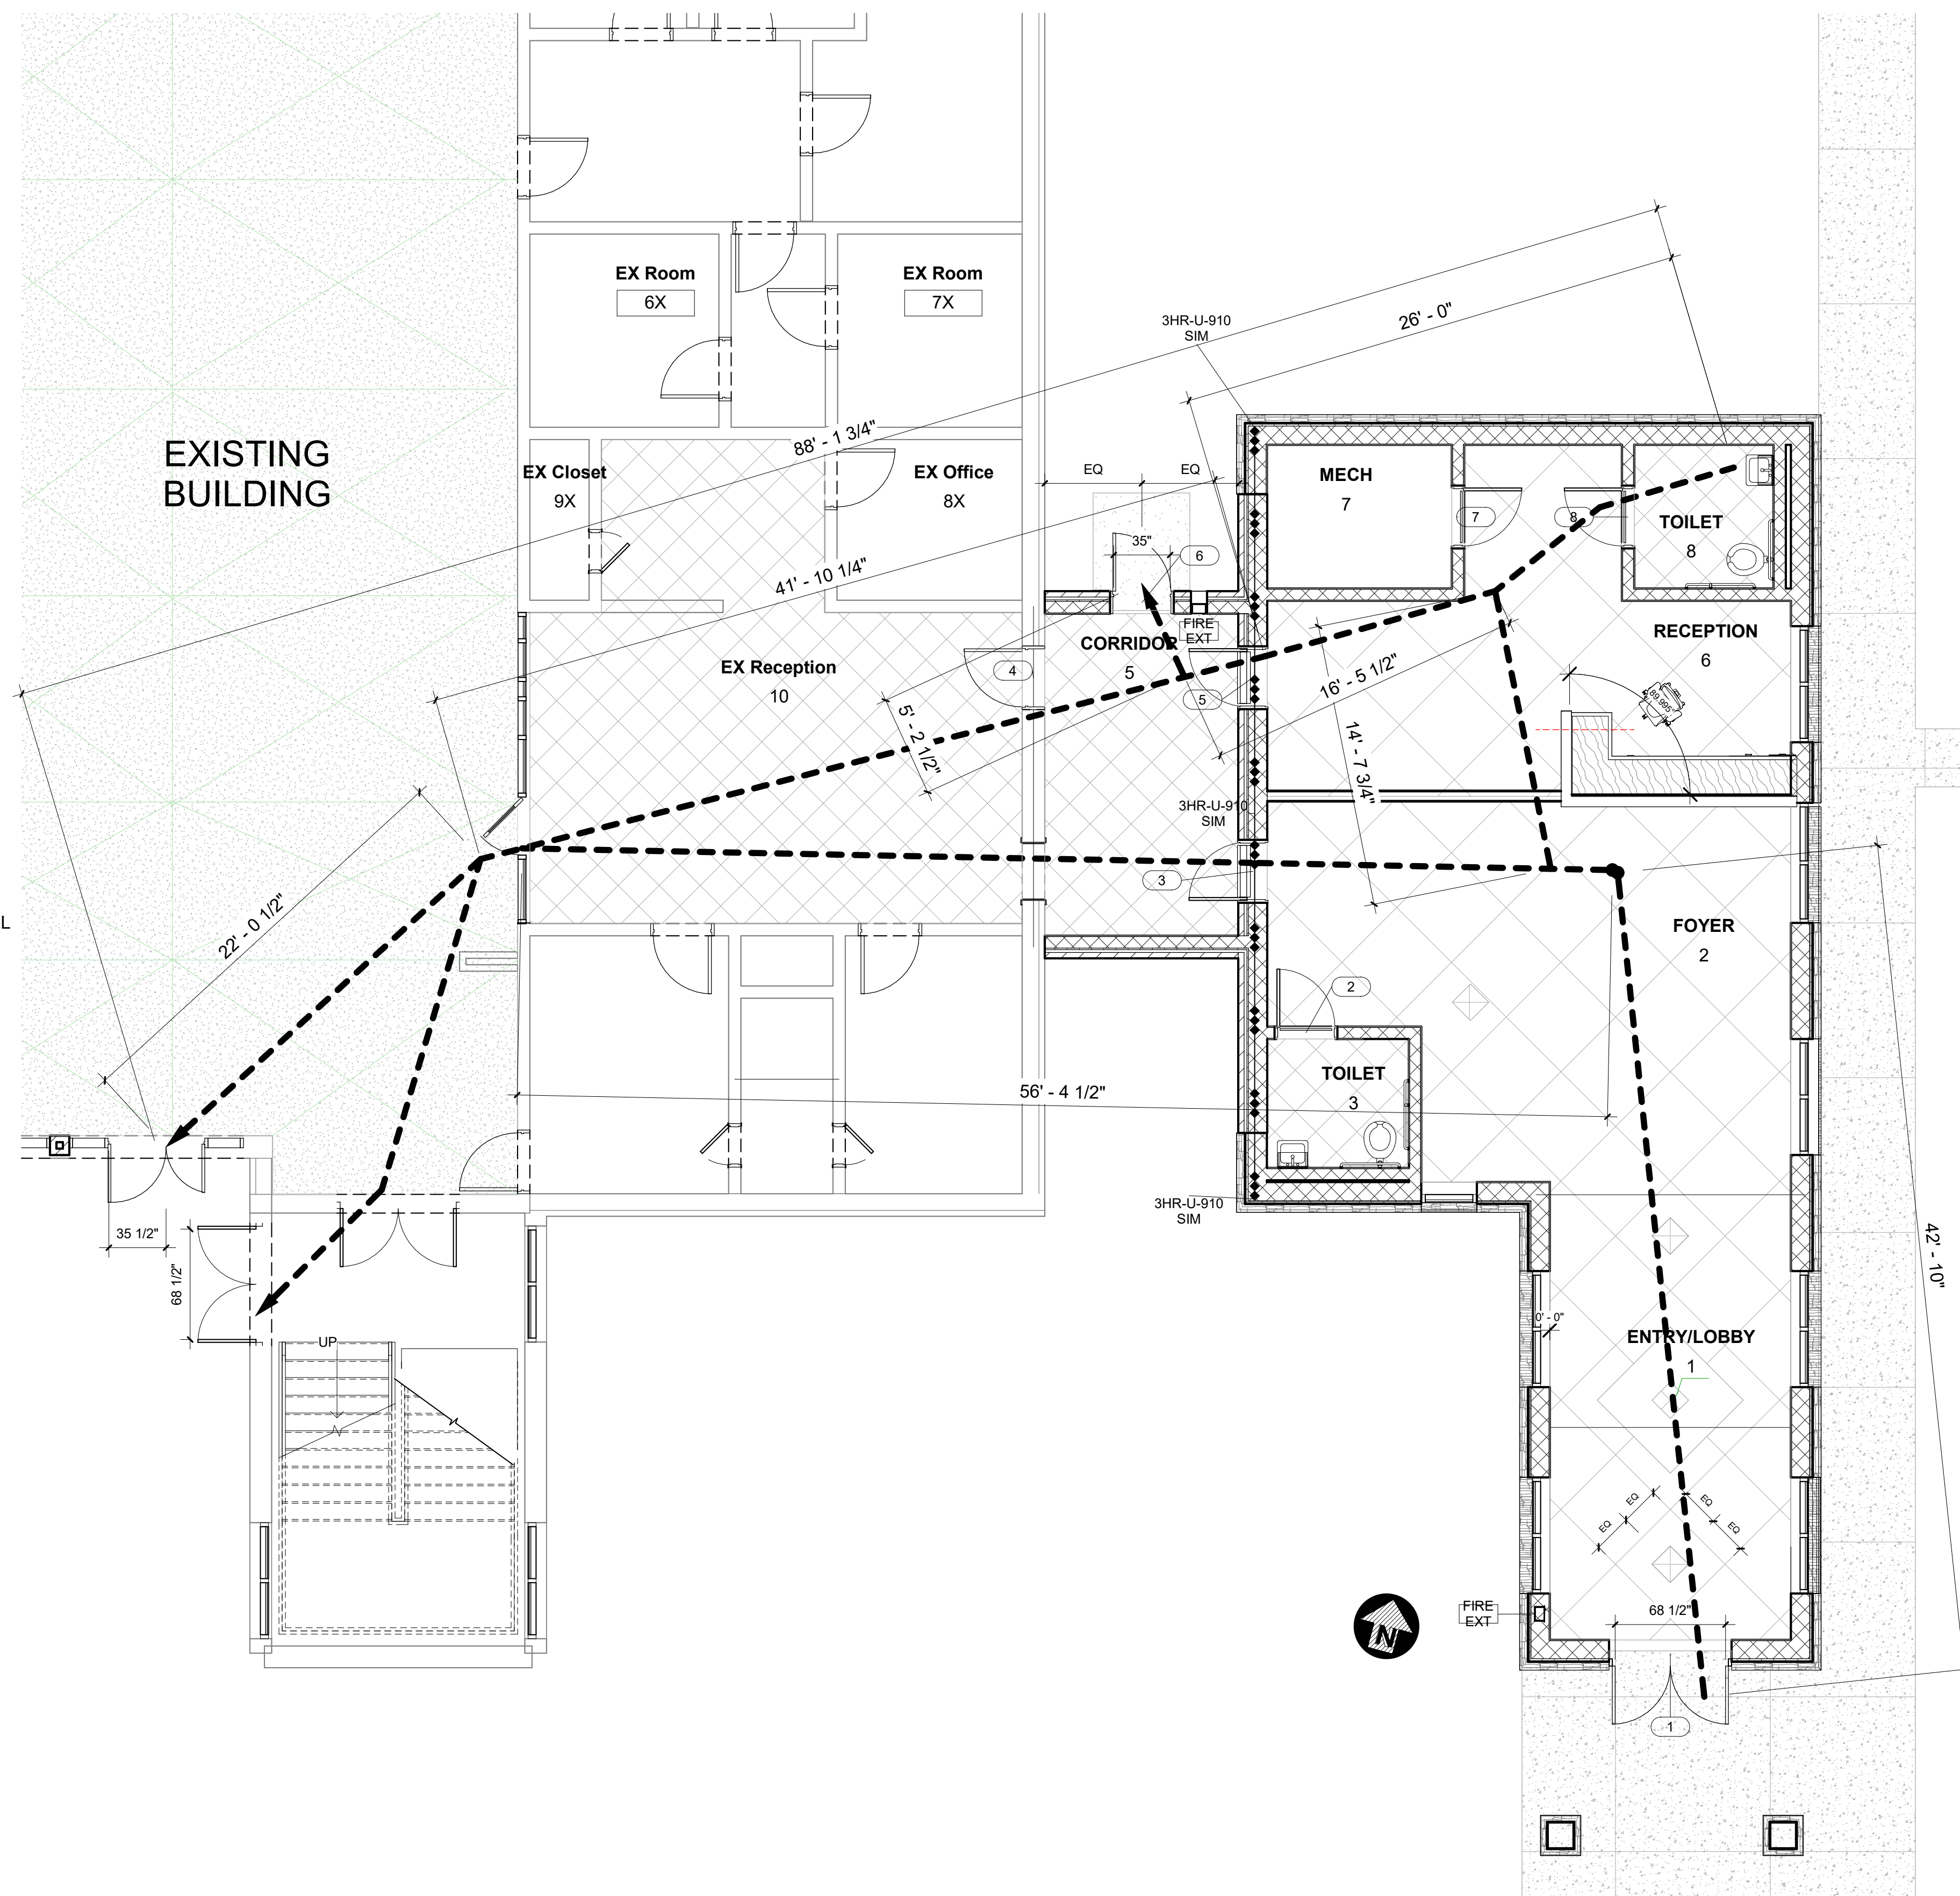 EX Room
6X
EX Room
7X
3HR-U-910
SIM
26' - 0"
88' - 1 3/4"
EXISTING
BUILDING
EX Closet
9X
EX Office
8X
EQ
EQ
MECH
7
7
8
TOILET
8
35"
6
41' - 10 1/4"
FIRE
EXT
CORRIDOR
5
RECEPTION
6
EX Reception
10
4
5
16' - 5 1/2"
5' - 2 1/2"
14' - 7 3/4"
3HR-U-910
SIM
3
22' - 0 1/2"
L
FOYER
2
2
TOILET
3
56' - 4 1/2"
3HR-U-910
SIM
35 1/2"
68 1/2"
42' - 10"
UP
0' - 0"
ENTRY/LOBBY
1
EQ
EQ
EQ
EQ
N
FIRE
EXT
68 1/2"
1